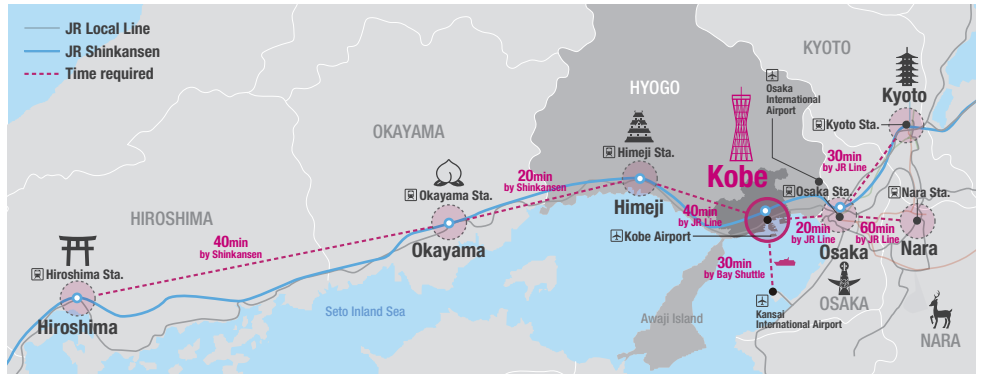 JR Local Line
JR Shinkansen
Time required
KYOTO
Osaka
International
Airport
HYOGO
Kyoto
Kyoto Sta.
OKAYAMA
Himeji Sta.
Kobe
30min
by JR Line
20min
by Shinkansen
Okayama Sta.
Osaka Sta.
Nara Sta.
HIROSHIMA
Himeji
40min
by JR Line
20min
by JR Line
60min
by JR Line
Kobe Airport
Okayama
Osaka
Nara
40min
by Shinkansen
30min
by Bay Shuttle
Hiroshima Sta.
Hiroshima
Seto Inland Sea
Awaji Island
Kansai
International Airport
OSAKA
NARA